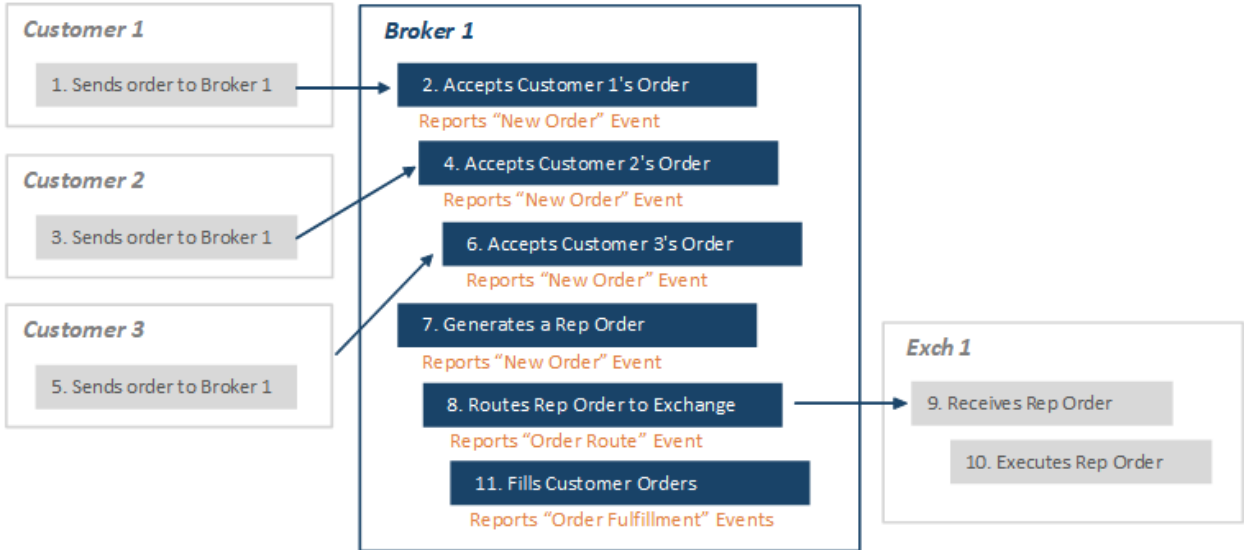 Customer 1
1. Sends order to Broker 1
Customer 2
3. Sends order to Broker 1
Customer 3
5. Sends order to Broker 1
Broker 1
2. Accepts Customer 1's Order
Reports “New Order” Event
4. Accepts Customer 2's Order
Reports “New Order” Event
6. Accepts Customer 3's Order
Reports “New Order” Event
7. Generates a Rep Order
Reports “New Order” Event
8. Routes Rep Order to Exchange
Reports “Order Route” Event
11. Fills Customer Orders
Reports “Order Fulfillment” Events
Exch 1
9. Receives Rep Order
10. Executes Rep Order